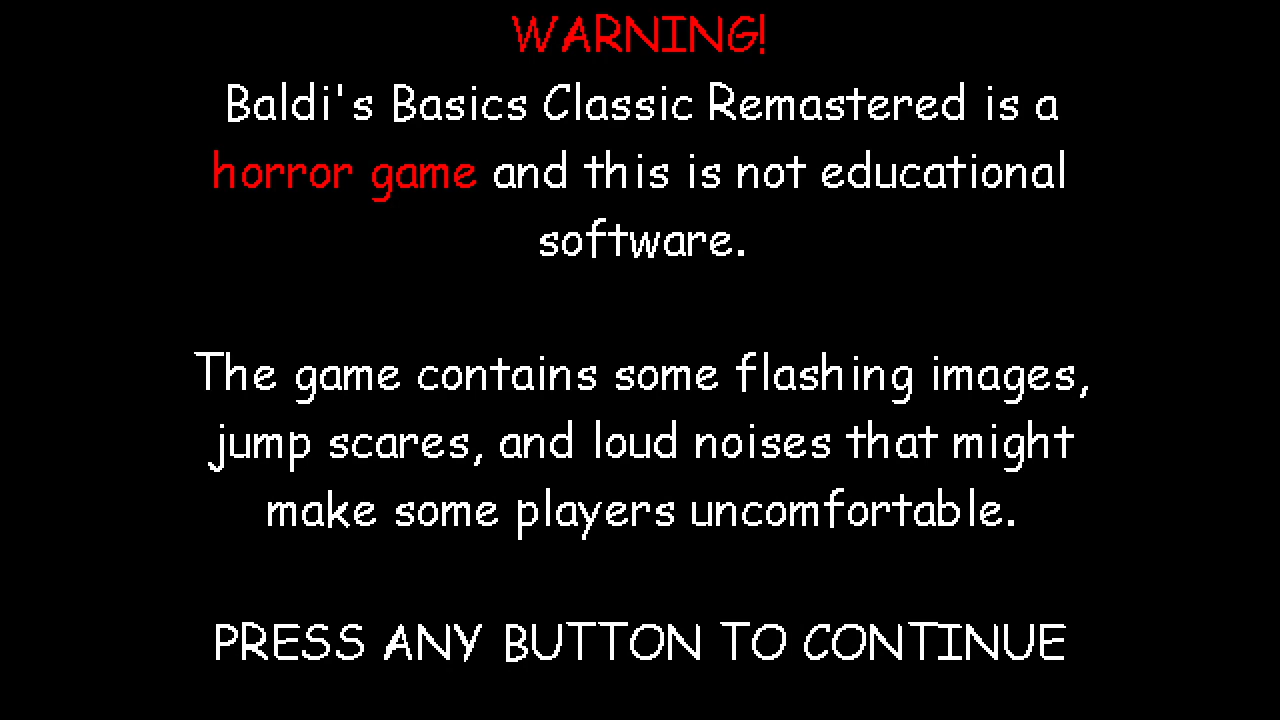 WARNING!
Baldi's Basics Classic Remastered is a
horror game and this is not educational
software.
The game contains some flashing images,
jump scares, and loud noises that might
make some players uncomfortable.
PRESS ANY BUTTON TO CONTINUE